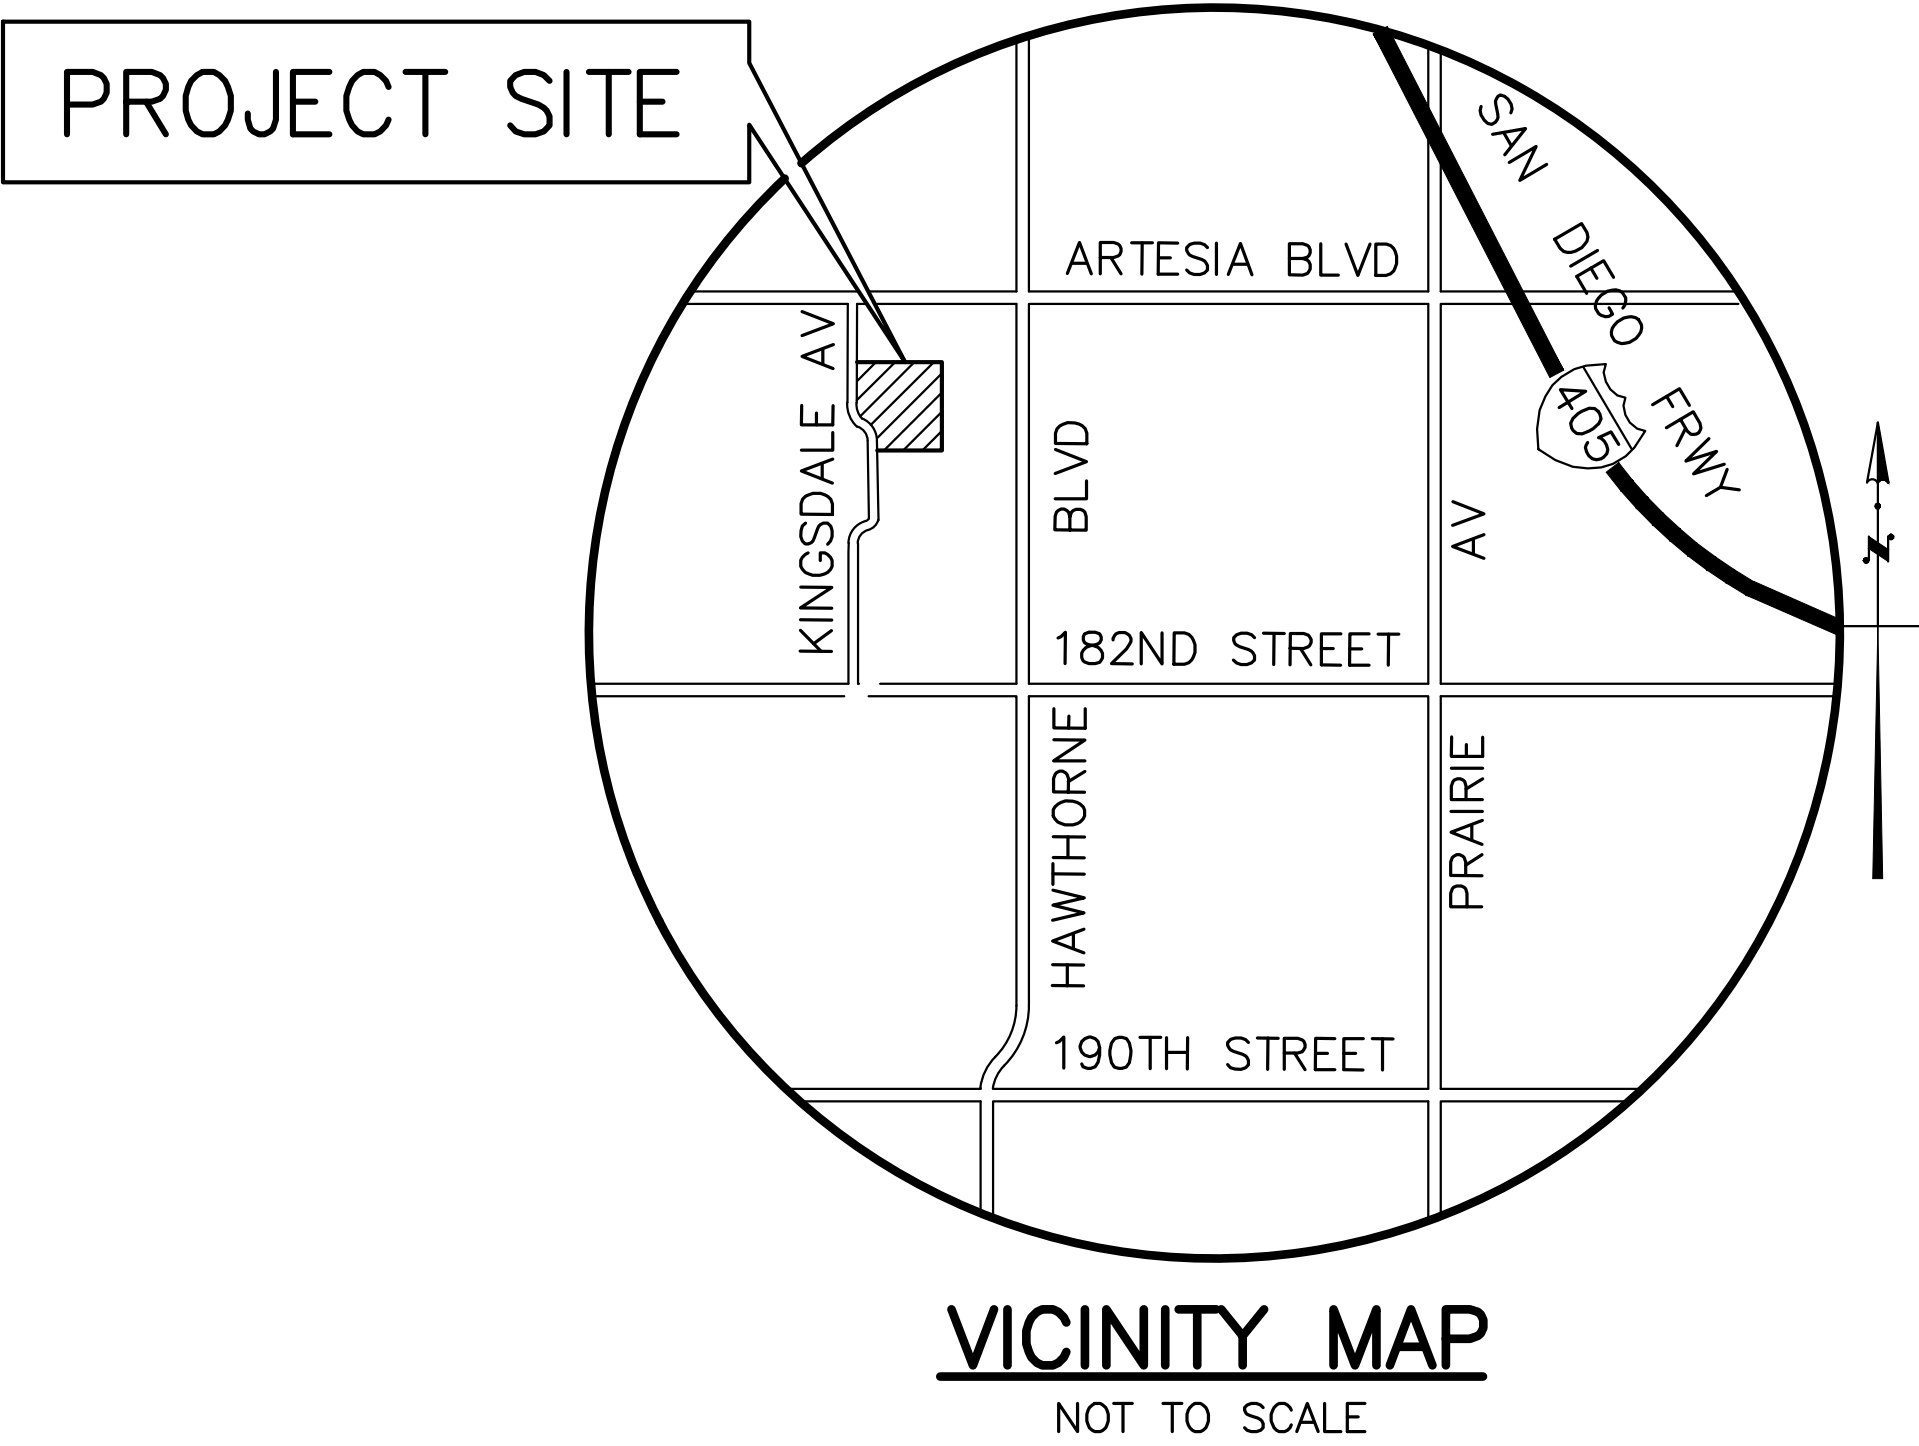 PROJECT SITE
SAN DIEGO FRWY
ARTESIA BLVD
KINGSDALE AV
405
HAWTHORNE BLVD
PRAIRIE AV
N
182ND STREET
190TH STREET
VICINITY MAP
NOT TO SCALE